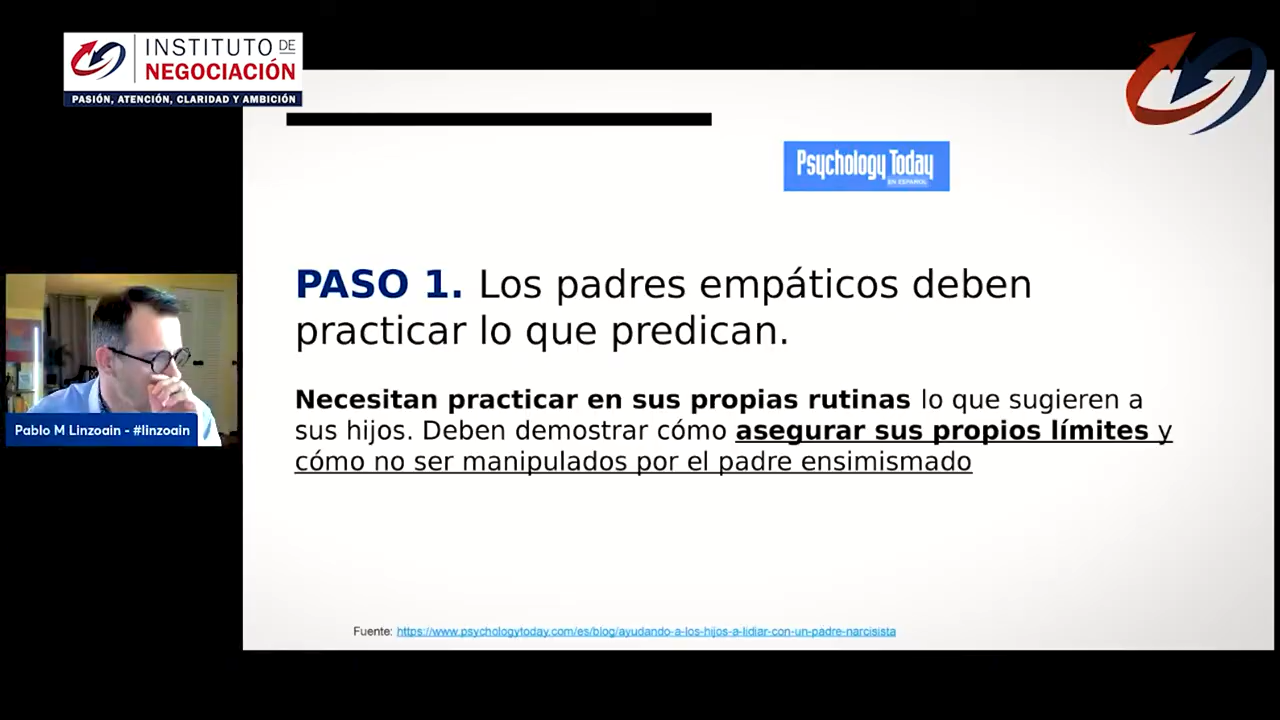 INSTITUTO DE
NEGOCIACIÓN
PASIÓN, ATENCIÓN, CLARIDAD Y AMBICIÓN
Psychology Today
EN ESPAÑOL
PASO 1. Los padres empáticos deben
practicar lo que predican.
Necesitan practicar en sus propias rutinas lo que sugieren a
sus hijos. Deben demostrar cómo asegurar sus propios límites y
cómo no ser manipulados por el padre ensimismado
Pablo M Linzoain - #linzoain
Fuente: https://www.psychologytoday.com/es/blog/ayudando-a-los-hijos-a-lidiar-con-un-padre-narcisista